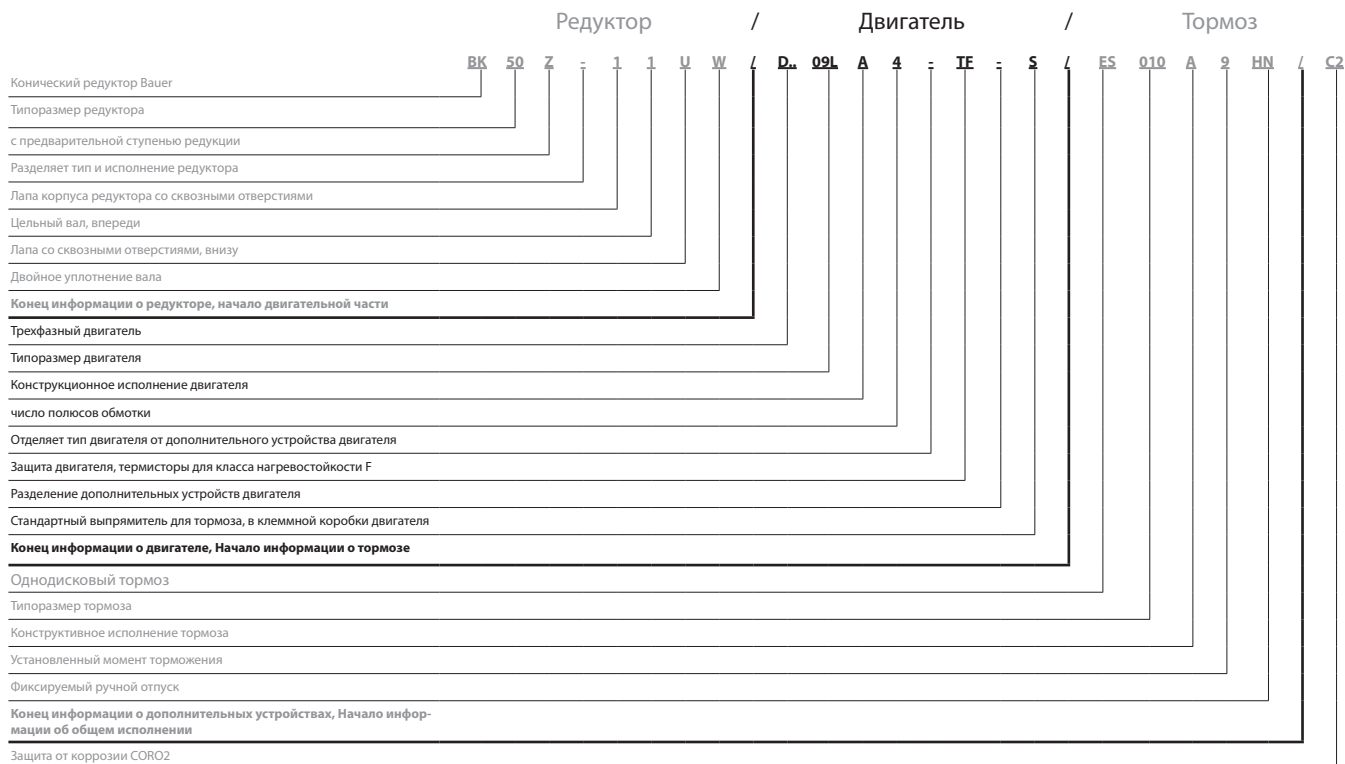 Редуктор / Двигатель / Тормоз
BK 50 Z - 1 1 U W / D.. 09L A 4 - TF - S / ES 010 A 9 HN / C2
Конический редуктор Bauer
Типоразмер редуктора
с предварительной ступенью редукции
Разделяет тип и исполнение редуктора
Лапа корпуса редуктора со сквозными отверстиями
Цельный вал, впереди
Лапа со сквозными отверстиями, внизу
Двойное уплотнение вала
Конец информации о редукторе, начало двигательной части
Трехфазный двигатель
Типоразмер двигателя
Конструкционное исполнение двигателя
число полюсов обмотки
Отделяет тип двигателя от дополнительного устройства двигателя
Защита двигателя, термисторы для класса нагревостойкости F
Разделение дополнительных устройств двигателя
Стандартный выпрямитель для тормоза, в клеммной коробки двигателя
Конец информации о двигателе, Начало информации о тормозе
Однодисковый тормоз
Типоразмер тормоза
Конструктивное исполнение тормоза
Установленный момент торможения
Фиксируемый ручной отпуск
Конец информации о дополнительных устройствах, Начало инфор-
мации об общем исполнении
Защита от коррозии CORO2